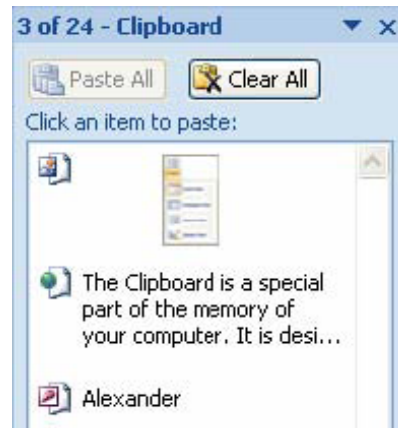 3 of 24 - Clipboard
Paste All
Clear All
Click an item to paste:
The Clipboard is a special
part of the memory of
your computer. It is desi...
Alexander